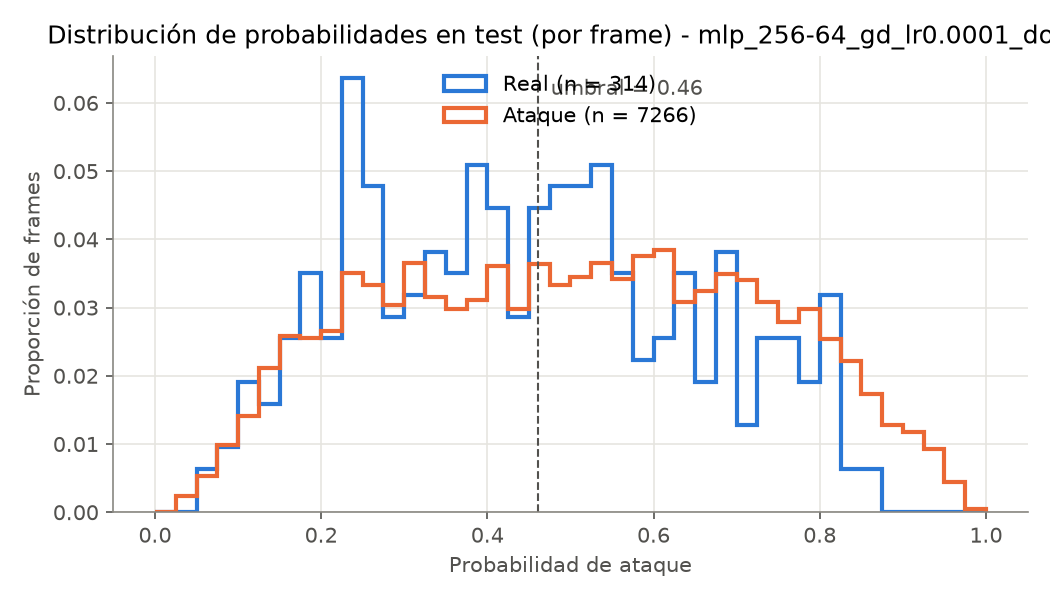 Distribución de probabilidades en test (por frame) - mlp_256-64_gd_lr0.0001_do
Real (n = 314)
umbral = 0.46
Ataque (n = 7266)
Proporción de frames
0.06
0.05
0.04
0.03
0.02
0.01
0.00
0.0 0.2 0.4 0.6 0.8 1.0
Probabilidad de ataque